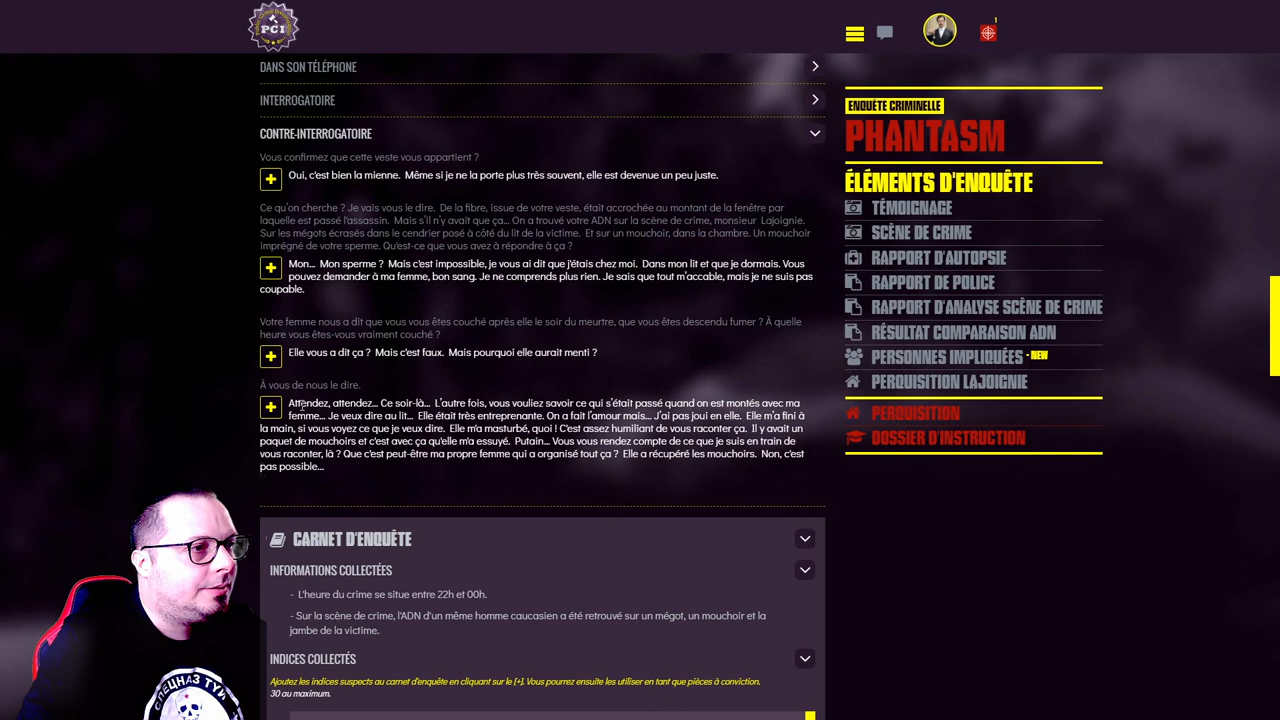 PCI
1
DANS SON TÉLÉPHONE
INTERROGATOIRE
CONTRE-INTERROGATOIRE
Vous confirmez que cette veste vous appartient ?
Oui, c'est bien la mienne. Même si je ne la porte plus très souvent, elle est devenue un peu juste.
Ce qu'on cherche ? Je vais vous le dire. De la fibre, issue de votre veste, était accrochée au montant de la fenêtre par
laquelle est passé l'assassin. Mais s'il n'y avait que ça... On a trouvé votre ADN sur la scène de crime, monsieur Lajoignie.
Sur les mégots écrasés dans le cendrier posé à côté du lit de la victime. Et sur un mouchoir, dans la chambre. Un mouchoir
imprégné de votre sperme. Qu'est-ce que vous avez à répondre à ça ?
Mon... Mon sperme ? Mais c'est impossible, je vous ai dit que j'étais chez moi. Dans mon lit et que je dormais. Vous
pouvez demander à ma femme, bon sang. Je ne comprends plus rien. Je sais que tout m'accable, mais je ne suis pas
coupable.
Votre femme nous a dit que vous vous êtes couché après elle le soir du meurtre, que vous êtes descendu fumer ? À quelle
heure vous êtes-vous vraiment couché ?
Elle vous a dit ça ? Mais c'est faux. Mais pourquoi elle aurait menti ?
À vous de nous le dire.
Attendez, attendez... Ce soir-là... L'autre fois, vous vouliez savoir ce qui s'était passé quand on est montés avec ma
femme... Je veux dire au lit... Elle était très entreprenante. On a fait l'amour mais... J'ai pas joui en elle. Elle m'a fini à
la main, si vous voyez ce que je veux dire. Elle m'a masturbé, quoi ! C'est assez humiliant de vous raconter ça. Il y avait un
paquet de mouchoirs et c'est avec ça qu'elle m'a essuyé. Putain... Vous vous rendez compte de ce que je suis en train de
vous raconter, là ? Que c'est peut-être ma propre femme qui a organisé tout ça ? Elle a récupéré les mouchoirs. Non, c'est
pas possible...
CARNET D'ENQUÊTE
INFORMATIONS COLLECTÉES
- L'heure du crime se situe entre 22h et 00h.
- Sur la scène de crime, l'ADN d'un même homme caucasien a été retrouvé sur un mégot, un mouchoir et la
jambe de la victime.
INDICES COLLECTÉS
Ajoutez les indices suspects au carnet d'enquête en cliquant sur le [+]. Vous pourrez ensuite les utiliser en tant que pièces à conviction.
30 au maximum.
ENQUÊTE CRIMINELLE
PHANTASM
ÉLÉMENTS D'ENQUÊTE
TÉMOIGNAGE
SCÈNE DE CRIME
RAPPORT D'AUTOPSIE
RAPPORT DE POLICE
RAPPORT D'ANALYSE SCÈNE DE CRIME
RÉSULTAT COMPARAISON ADN
PERSONNES IMPLIQUÉES - NEW
PERQUISITION LAJOIGNIE
PERQUISITION
DOSSIER D'INSTRUCTION
СПЕЦНАЗ ТУЛ